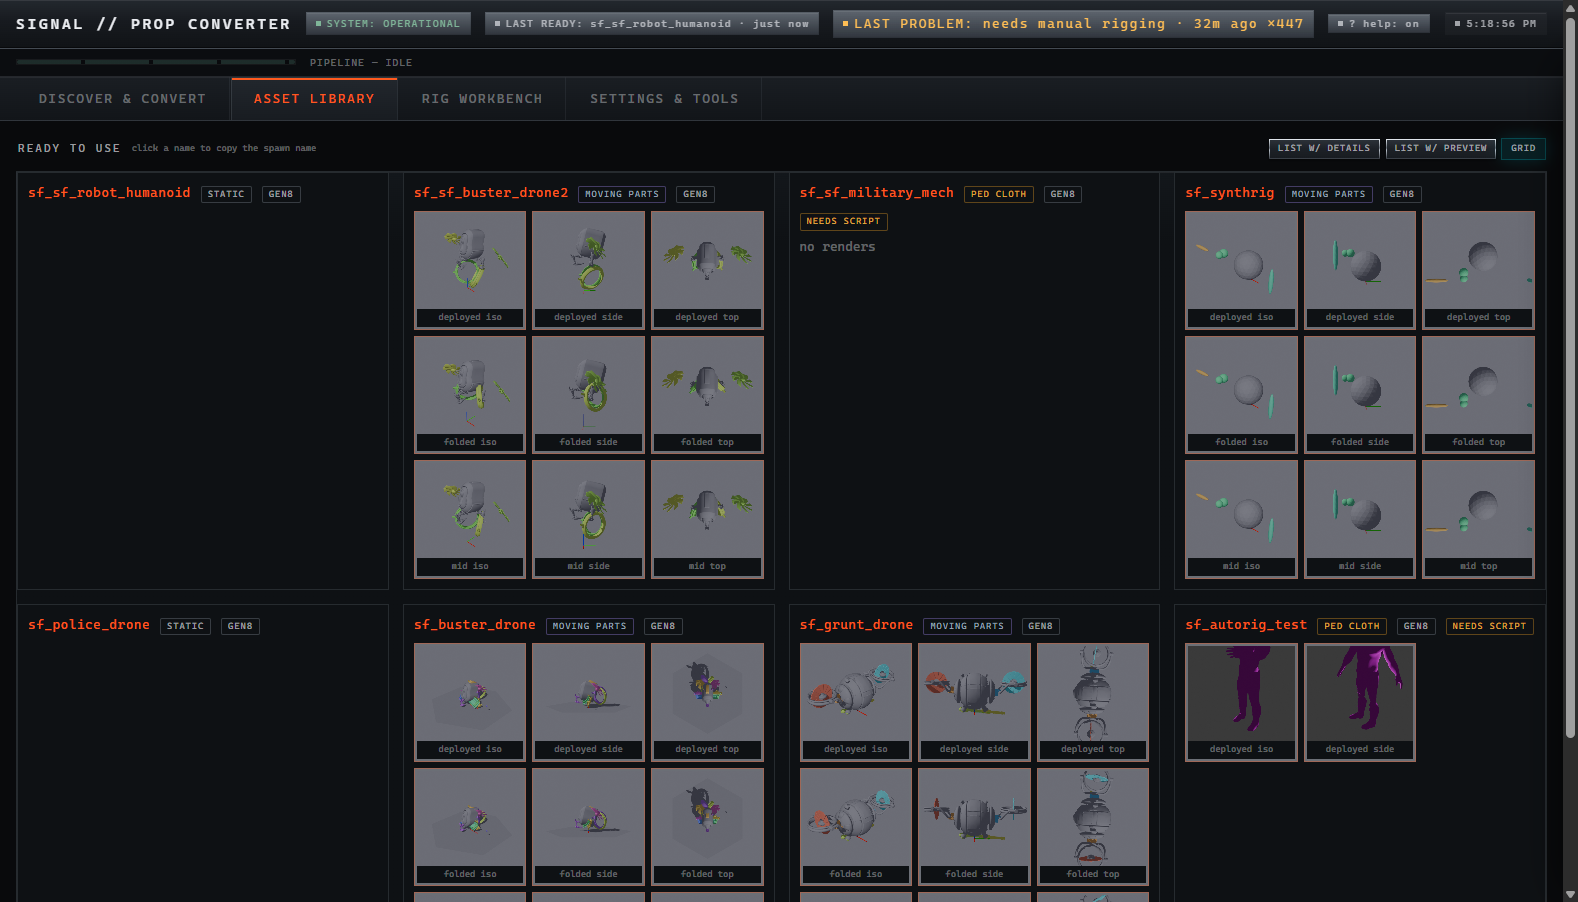 SIGNAL // PROP CONVERTER
SYSTEM: OPERATIONAL
LAST READY: sf_sf_robot_humanoid · just now
LAST PROBLEM: needs manual rigging · 32m ago ×447
? help: on
5:18:56 PM
PIPELINE — IDLE
DISCOVER & CONVERT
ASSET LIBRARY
RIG WORKBENCH
SETTINGS & TOOLS
READY TO USE
click a name to copy the spawn name
LIST W/ DETAILS
LIST W/ PREVIEW
GRID
sf_sf_robot_humanoid STATIC GEN8
sf_sf_buster_drone2 MOVING PARTS GEN8
deployed iso deployed side deployed top
folded iso folded side folded top
mid iso mid side mid top
sf_sf_military_mech PED CLOTH GEN8
NEEDS SCRIPT
no renders
sf_synthrig MOVING PARTS GEN8
deployed iso deployed side deployed top
folded iso folded side folded top
mid iso mid side mid top
sf_police_drone STATIC GEN8
sf_buster_drone MOVING PARTS GEN8
deployed iso deployed side deployed top
folded iso folded side folded top
sf_grunt_drone MOVING PARTS GEN8
deployed iso deployed side deployed top
folded iso folded side folded top
sf_autorig_test PED CLOTH GEN8 NEEDS SCRIPT
deployed iso deployed side